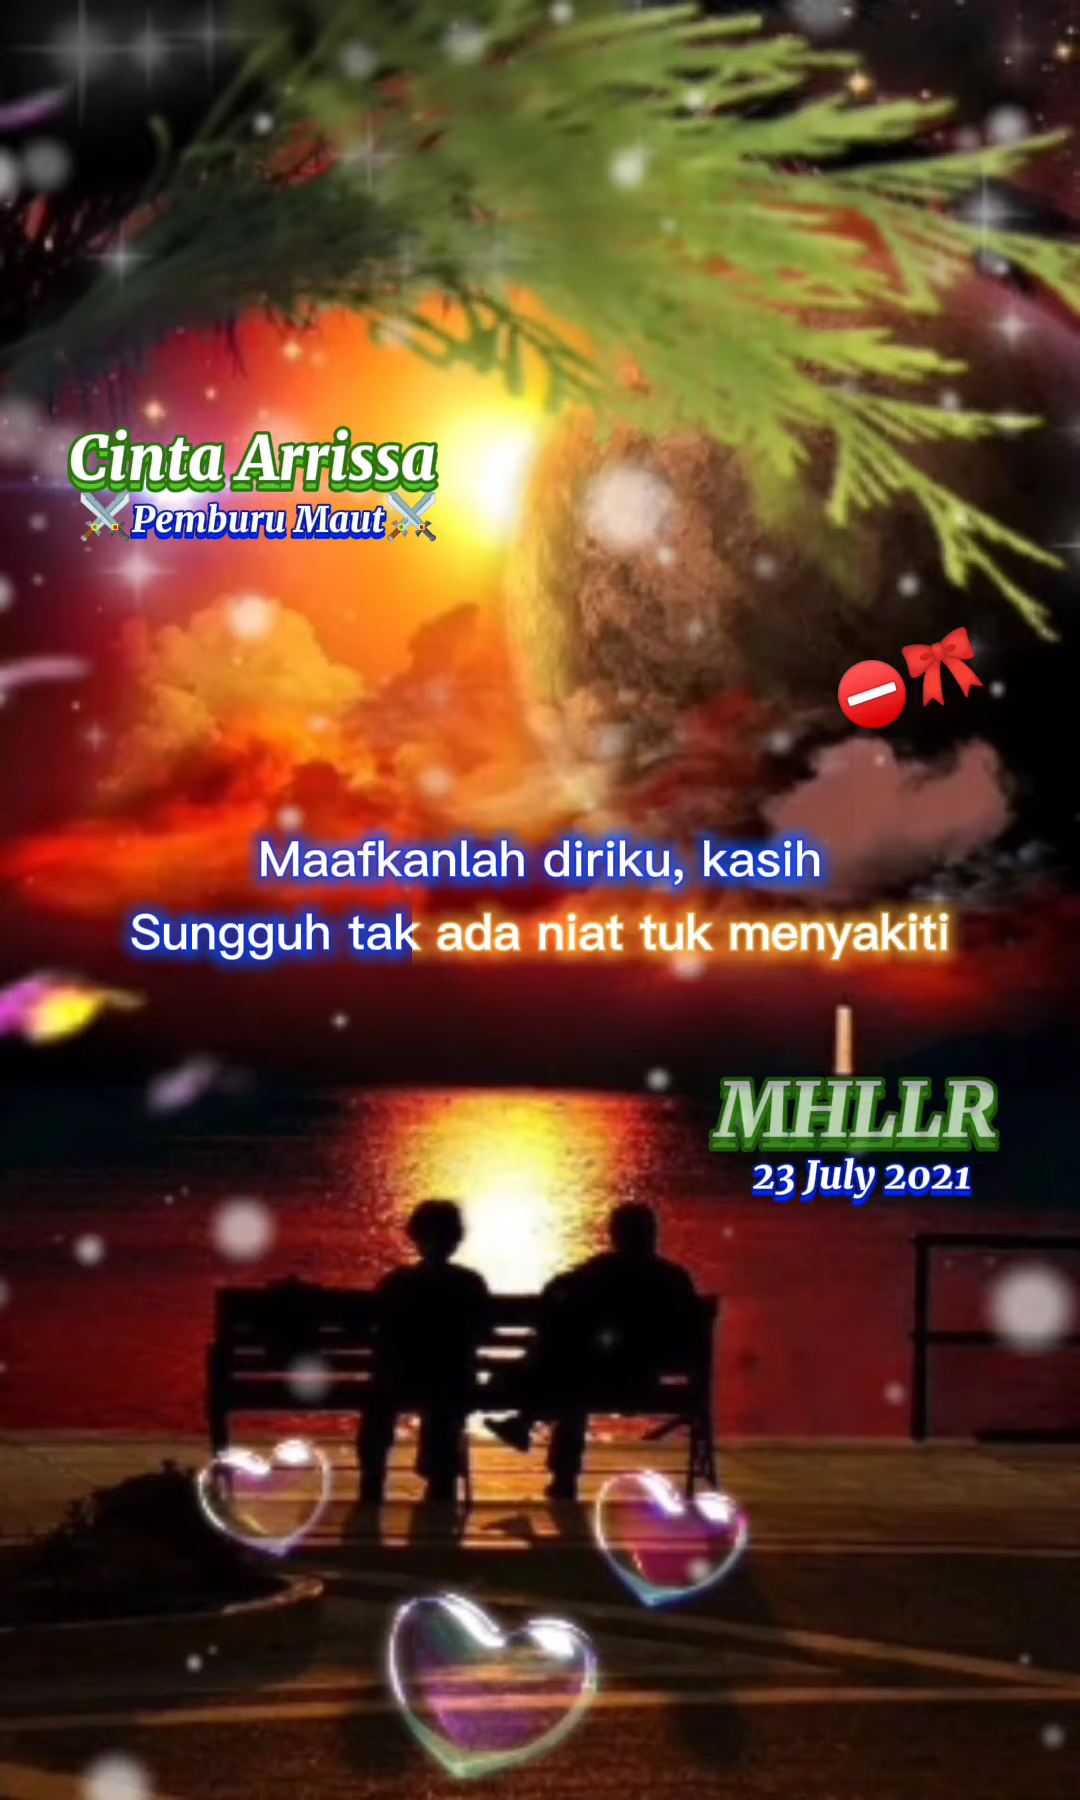 Cinta Arrissa
⚔️Pemburu Maut⚔️
Maafkanlah diriku, kasih
Sungguh tak ada niat tuk menyakiti
MHLLR
23 July 2021